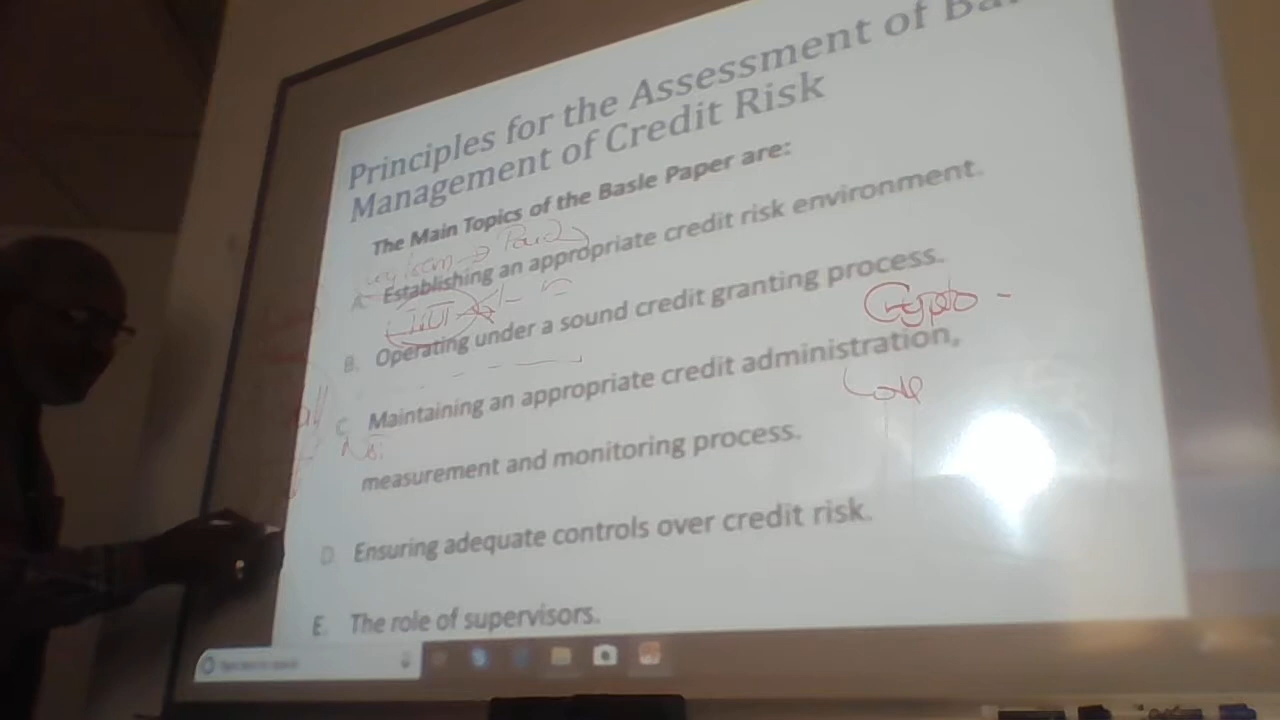 Principles for the Assessment of
Management of Credit Risk
The Main Topics of the Basle Paper are:
A. Establishing an appropriate credit risk environment.
B. Operating under a sound credit granting process.
Crypto -
C. Maintaining an appropriate credit administration,
measurement and monitoring process.
D. Ensuring adequate controls over credit risk.
E. The role of supervisors.